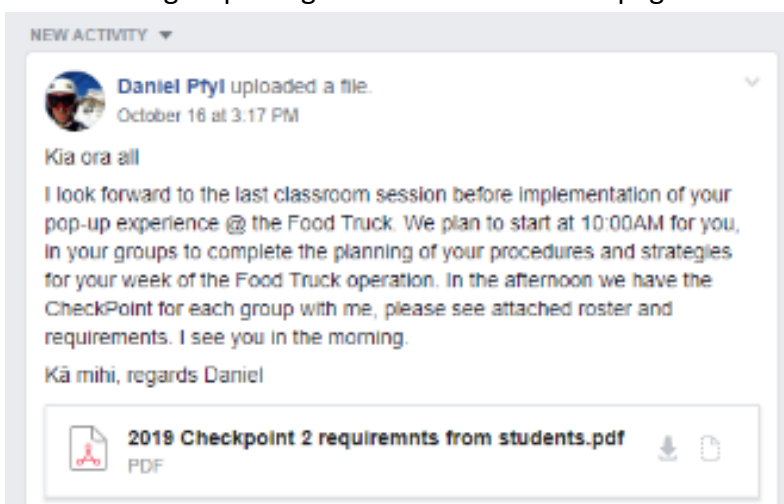 NEW ACTIVITY
Daniel Pfyl uploaded a file.
October 16 at 3:17 PM
Kia ora all
I look forward to the last classroom session before implementation of your
pop-up experience @ the Food Truck. We plan to start at 10:00AM for you,
in your groups to complete the planning of your procedures and strategies
for your week of the Food Truck operation. In the afternoon we have the
CheckPoint for each group with me, please see attached roster and
requirements. I see you in the morning.
Kā mihi, regards Daniel
2019 Checkpoint 2 requiremnts from students.pdf
PDF